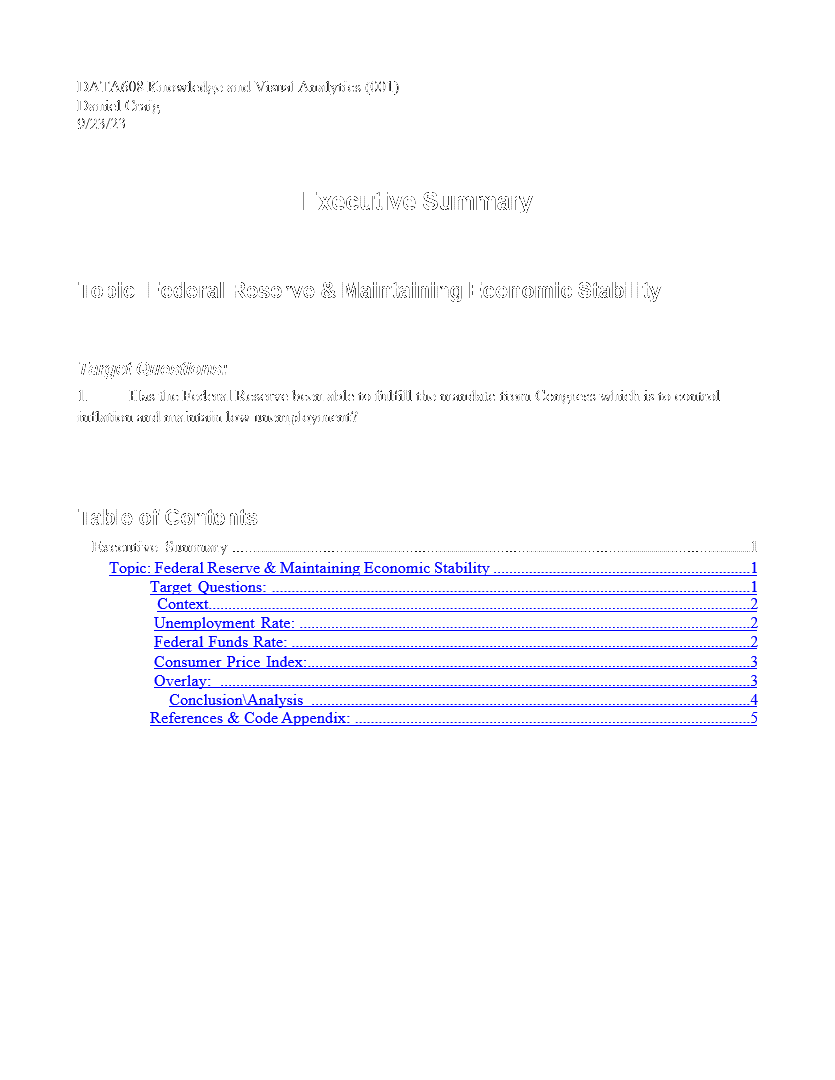 DATA608 Knowledge and Visual Analytics (C01)
Daniel Craig
9/23/23
Executive Summary
Topic: Federal Reserve & Maintaining Economic Stability
Target Questions:
1. Has the Federal Reserve been able to fulfill the mandate from Congress which is to control
inflation and maintain low unemployment?
Table of Contents
Executive Summary ........ 1
Topic: Federal Reserve & Maintaining Economic Stability ........ 1
Target Questions: ........ 1
Context ........ 2
Unemployment Rate: ........ 2
Federal Funds Rate: ........ 2
Consumer Price Index: ........ 3
Overlay: ........ 3
Conclusion\Analysis ........ 4
References & Code Appendix: ........ 5